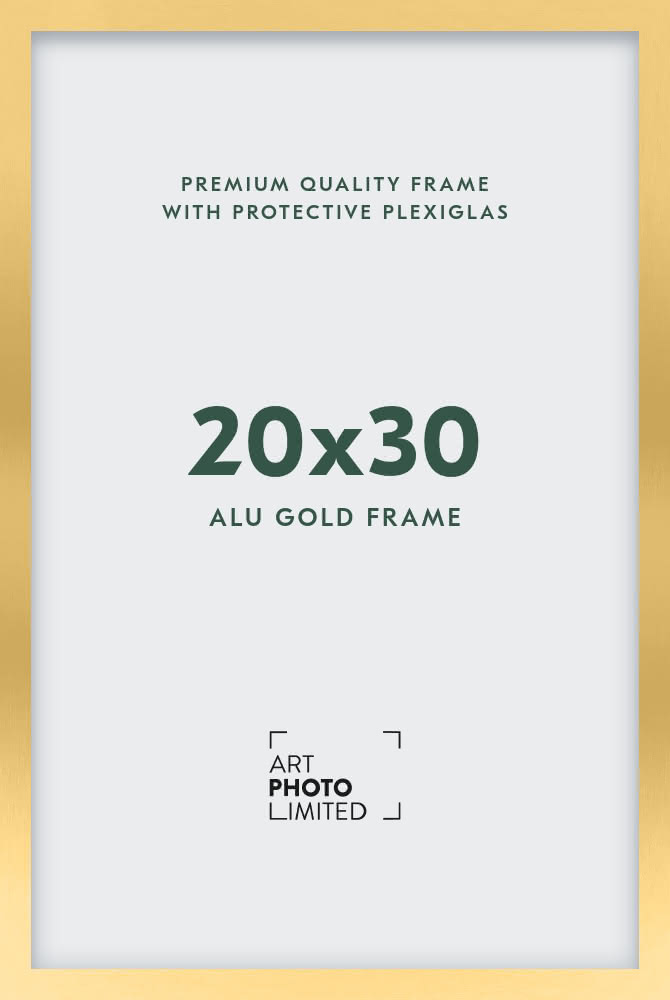 PREMIUM QUALITY FRAME
WITH PROTECTIVE PLEXIGLAS
20x30
ALU GOLD FRAME
ART
PHOTO
LIMITED